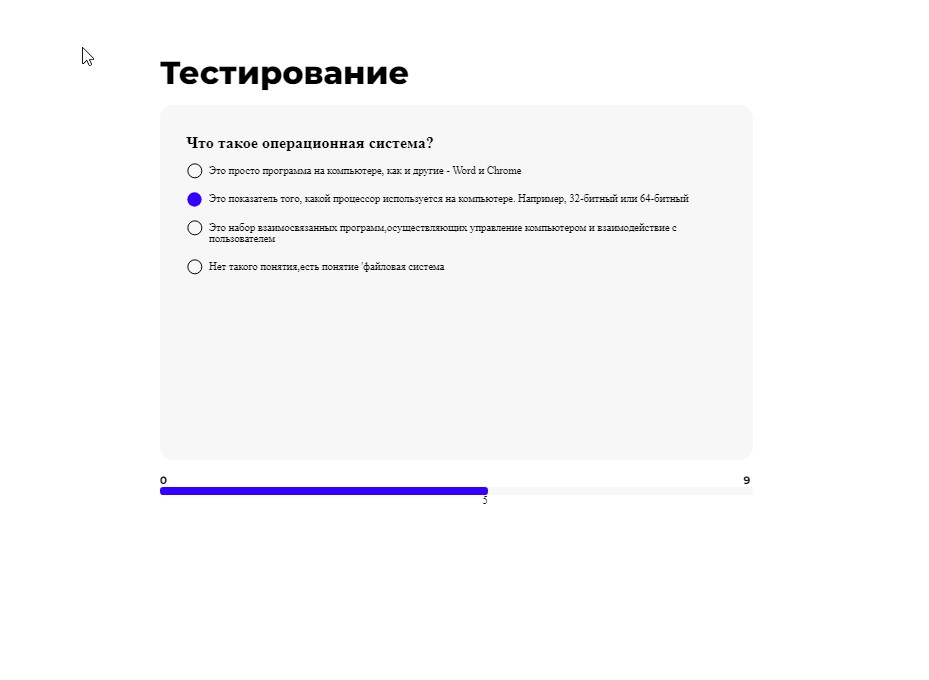 Тестирование
Что такое операционная система?
Это просто программа на компьютере, как и другие - Word и Chrome
Это показатель того, какой процессор используется на компьютере. Например, 32-битный или 64-битный
Это набор взаимосвязанных программ,осуществляющих управление компьютером и взаимодействие с
пользователем
Нет такого понятия,есть понятие 'файловая система
0 9
5